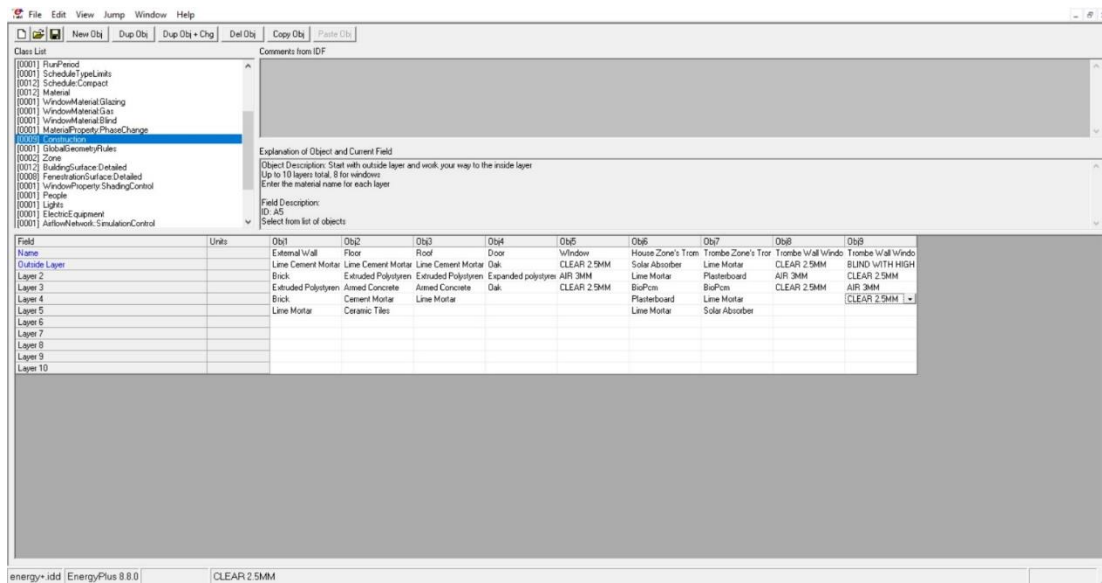 File Edit View Jump Window Help
New Obj Dup Obj Dup Obj + Chg Del Obj Copy Obj Paste Obj
Class List
Comments from IDF
[0001] RunPeriod
[0001] ScheduleTypeLimits
[0012] Schedule:Compact
[0012] Material
[0001] WindowMaterial:Glazing
[0001] WindowMaterial:Gas
[0001] WindowMaterial:Blind
[0001] MaterialProperty:PhaseChange
[0009] Construction
[0001] GlobalGeometryRules
[0002] Zone
[0012] BuildingSurface:Detailed
[0008] FenestrationSurface:Detailed
[0001] WindowProperty:ShadingControl
[0001] People
[0001] Lights
[0001] ElectricEquipment
[0001] AirflowNetwork:SimulationControl
Explanation of Object and Current Field
Object Description: Start with outside layer and work your way to the inside layer
Up to 10 layers total, 8 for windows
Enter the material name for each layer
Field Description:
ID: A5
Select from list of objects
Field Units Obj1 Obj2 Obj3 Obj4 Obj5 Obj6 Obj7 Obj8 Obj9
Name External Wall Floor Roof Door Window House Zone's Trom Trombe Zone's Tror Trombe Wall Windo Trombe Wall Windo
Outside Layer Lime Cement Mortar Lime Cement Mortar Lime Cement Mortar Oak CLEAR 2.5MM Solar Absorber Lime Mortar CLEAR 2.5MM BLIND WITH HIGH
Layer 2 Brick Extruded Polystyren Extruded Polystyren Expanded polystyrei AIR 3MM Lime Mortar Plasterboard AIR 3MM CLEAR 2.5MM
Layer 3 Extruded Polystyren Armed Concrete Armed Concrete Oak CLEAR 2.5MM BioPcm BioPcm CLEAR 2.5MM AIR 3MM
Layer 4 Brick Cement Mortar Lime Mortar Plasterboard Lime Mortar CLEAR 2.5MM
Layer 5 Lime Mortar Ceramic Tiles Lime Mortar Solar Absorber
Layer 6
Layer 7
Layer 8
Layer 9
Layer 10
energy+.idd EnergyPlus 8.8.0 CLEAR 2.5MM